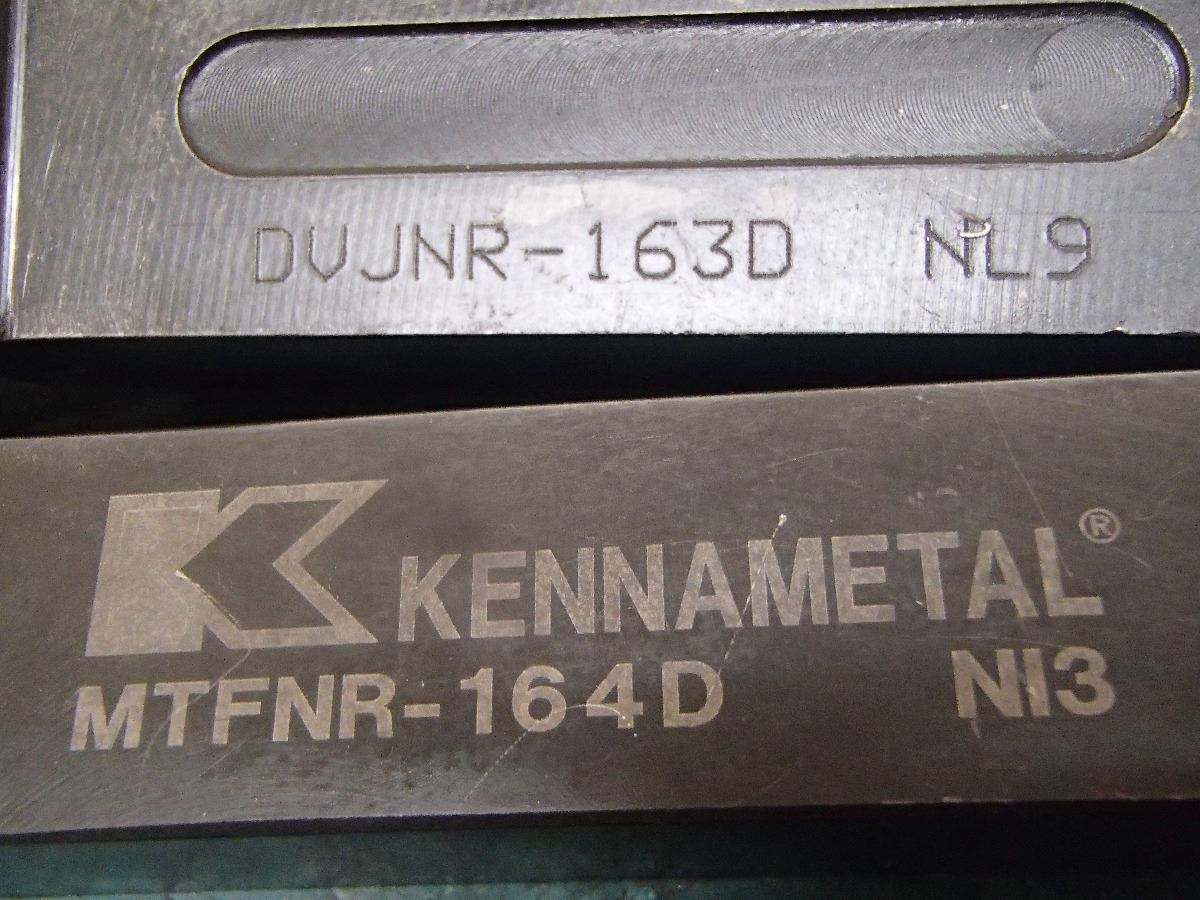 DVJNR-163D NL9
KENNAMETAL®
MTFNR-164D NI3